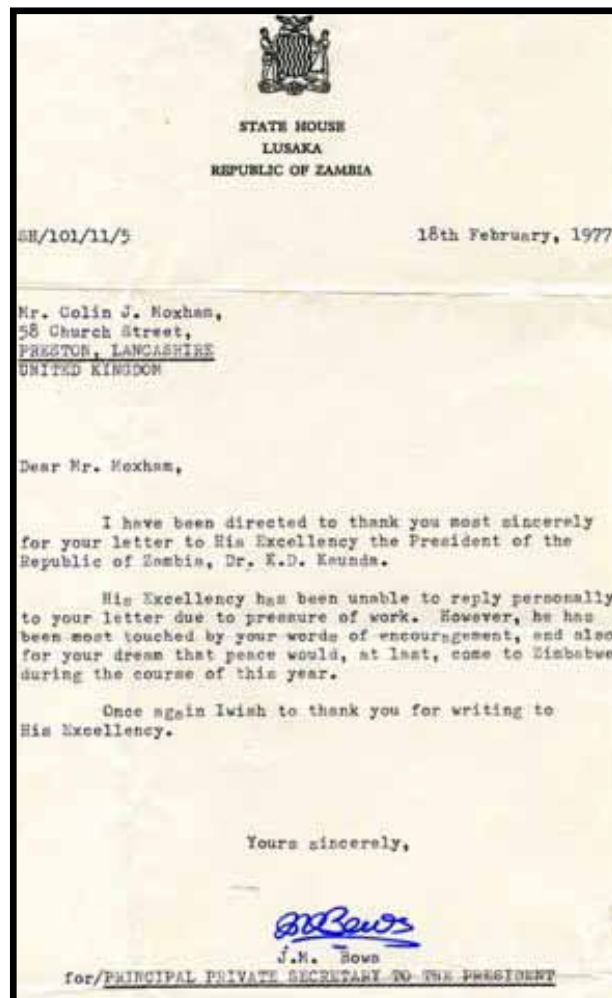 STATE HOUSE
LUSAKA
REPUBLIC OF ZAMBIA
SH/101/11/5 18th February, 1977
Mr. Colin J. Moxham,
58 Church Street,
PRESTON, LANCASHIRE
UNITED KINGDOM
Dear Mr. Moxham,
I have been directed to thank you most sincerely
for your letter to His Excellency the President of the
Republic of Zambia, Dr. K.D. Kaunda.
His Excellency has been unable to reply personally
to your letter due to pressure of work. However, he has
been most touched by your words of encouragement, and also
for your dream that peace would, at last, come to Zimbabwe
during the course of this year.
Once again Iwish to thank you for writing to
His Excellency.
Yours sincerely,
J.M. Bows
for/PRINCIPAL PRIVATE SECRETARY TO THE PRESIDENT